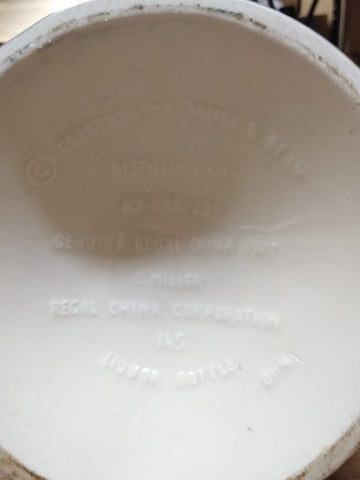 © CREATION OF JAMES B. BEAM
DISTILLING CO.
KY-DRB-230
GENUINE REGAL CHINA 1977
C. MILLER
REGAL CHINA CORPORATION
145
LIQUOR BOTTLE